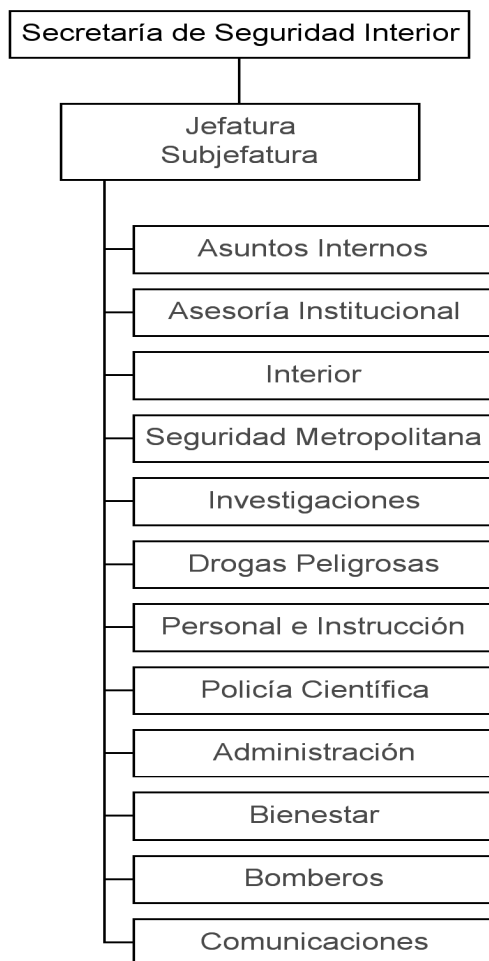 Secretaría de Seguridad Interior
Jefatura
Subjefatura
Asuntos Internos
Asesoría Institucional
Interior
Seguridad Metropolitana
Investigaciones
Drogas Peligrosas
Personal e Instrucción
Policía Científica
Administración
Bienestar
Bomberos
Comunicaciones